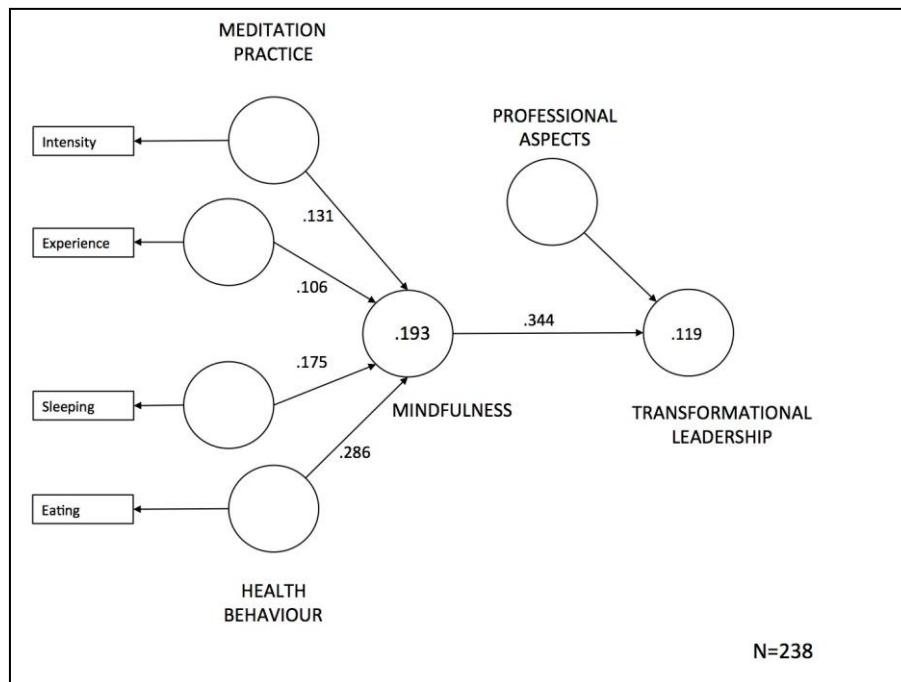 MEDITATION
PRACTICE
Intensity
PROFESSIONAL
ASPECTS
.131
Experience
.106
.193
.344
.119
.175
Sleeping
MINDFULNESS
TRANSFORMATIONAL
LEADERSHIP
.286
Eating
HEALTH
BEHAVIOUR
N=238